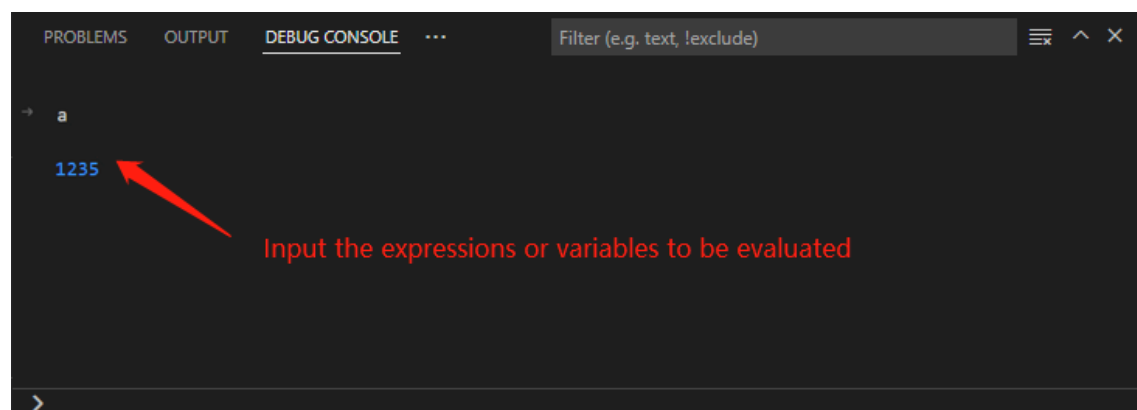 PROBLEMS OUTPUT DEBUG CONSOLE ··· Filter (e.g. text, !exclude)
a
1235
Input the expressions or variables to be evaluated